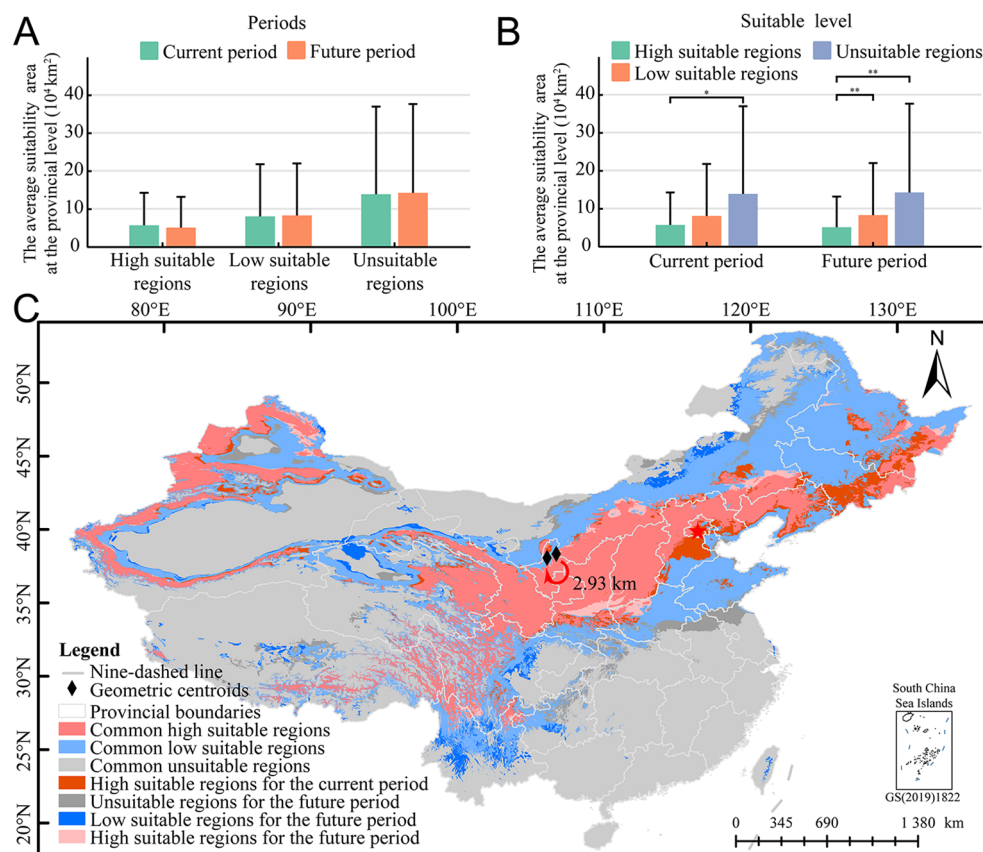 A
Periods
Current period
Future period
The average suitability area
at the provincial level (10⁴ km²)
40
30
20
10
0
High suitable
regions
Low suitable
regions
Unsuitable
regions
B
Suitable level
High suitable regions
Unsuitable regions
Low suitable regions
The average suitability area
at the provincial level (10⁴ km²)
40
30
20
10
0
*
**
**
Current period
Future period
C
80°E
90°E
100°E
110°E
120°E
130°E
50°N
45°N
40°N
35°N
30°N
25°N
20°N
N
2.93 km
Legend
Nine-dashed line
Geometric centroids
Provincial boundaries
Common high suitable regions
Common low suitable regions
Common unsuitable regions
High suitable regions for the current period
Unsuitable regions for the future period
Low suitable regions for the future period
High suitable regions for the future period
South China
Sea Islands
GS(2019)1822
0 345 690 1 380 km